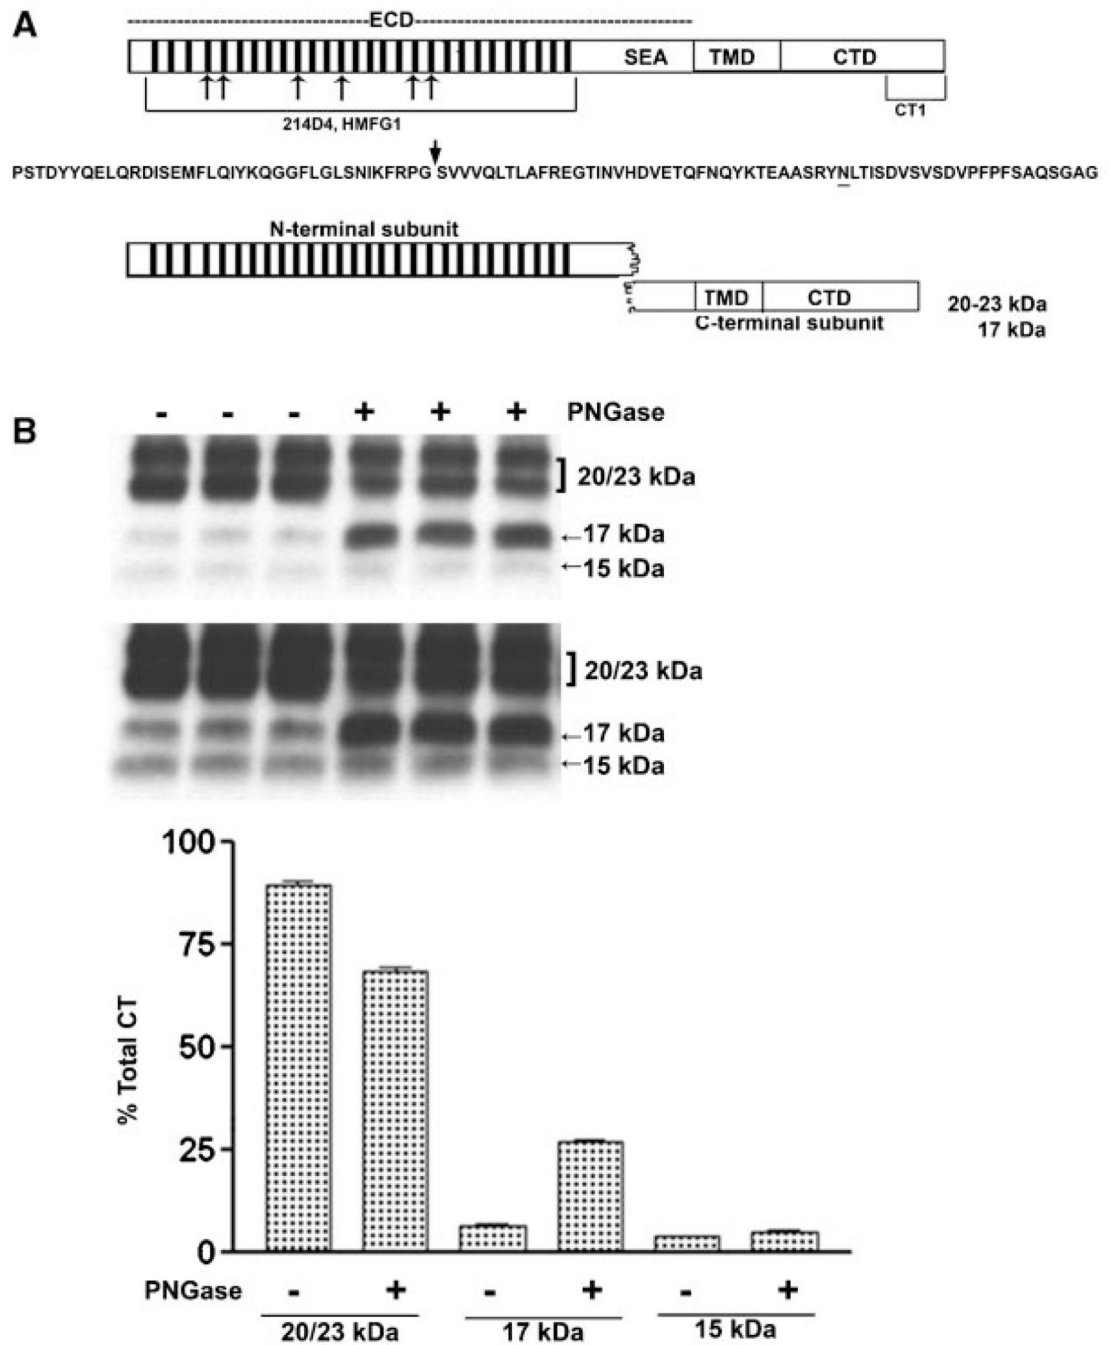 A
ECD
SEA TMD CTD
CT1
214D4, HMFG1
PSTDYYQELQRDISEMFLQIYKQGGFLGLSNIKFRPG SVVVQLTLAFREGTINVHDVETQFNQYKTEAASRYNLTISDVSVSDVPFPFSAQSGAG
N-terminal subunit
TMD CTD
20-23 kDa
C-terminal subunit
17 kDa
B
- - - + + + PNGase
20/23 kDa
←17 kDa
←15 kDa
20/23 kDa
←17 kDa
←15 kDa
100
75
50
25
0
% Total CT
PNGase - + - + - +
20/23 kDa 17 kDa 15 kDa